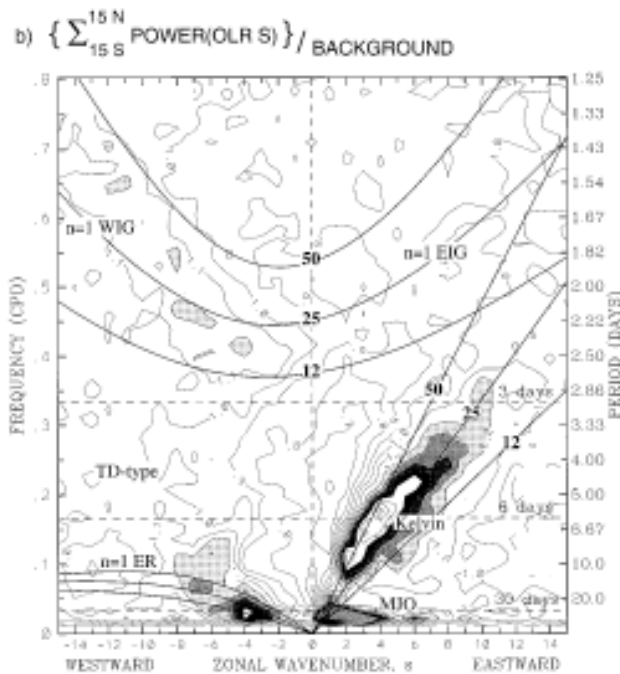 b) { ∑ 15 N 15 S POWER(OLR S) } / BACKGROUND
.8 1.25
1.33
.7 1.43
1.54
.6 1.67
n=1 WIG n=1 EIG
50 1.82
.5 2.00
25 2.22
.4 2.50
12
50 2.86
3-days
25
.3 12 3.33
TD-type 4.00
.2 5.00
6 days
Kelvin 6.67
.1 10.0
n=1 ER
MJO 20.0
30 days
0
-14 -12 -10 -8 -6 -4 -2 0 2 4 6 8 10 12 14
WESTWARD ZONAL WAVENUMBER, s EASTWARD
FREQUENCY (CPD)
PERIOD (DAYS)